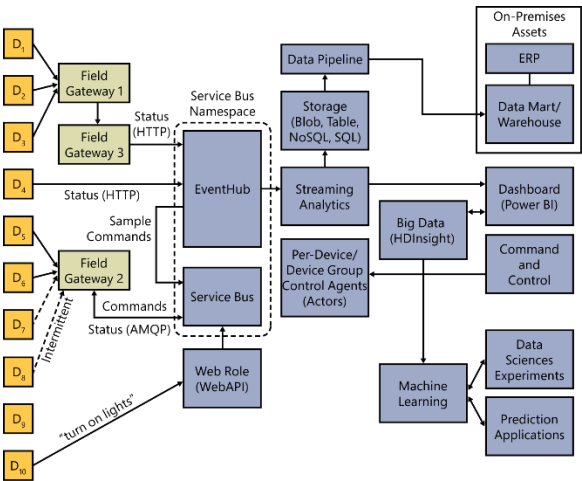 On-Premises
Assets
ERP
Data Mart/
Warehouse
Data Pipeline
Storage
(Blob, Table,
NoSQL, SQL)
Streaming
Analytics
Dashboard
(Power BI)
Big Data
(HDInsight)
Command
and
Control
Per-Device/
Device Group
Control Agents
(Actors)
Machine
Learning
Data
Sciences
Experiments
Prediction
Applications
Service Bus
Namespace
EventHub
Service Bus
Web Role
(WebAPI)
Status
(HTTP)
Status (HTTP)
Sample
Commands
Commands
Status (AMQP)
Field
Gateway 1
Field
Gateway 3
Field
Gateway 2
Intermittent
"turn on lights"
D1
D2
D3
D4
D5
D6
D7
D8
D9
D10